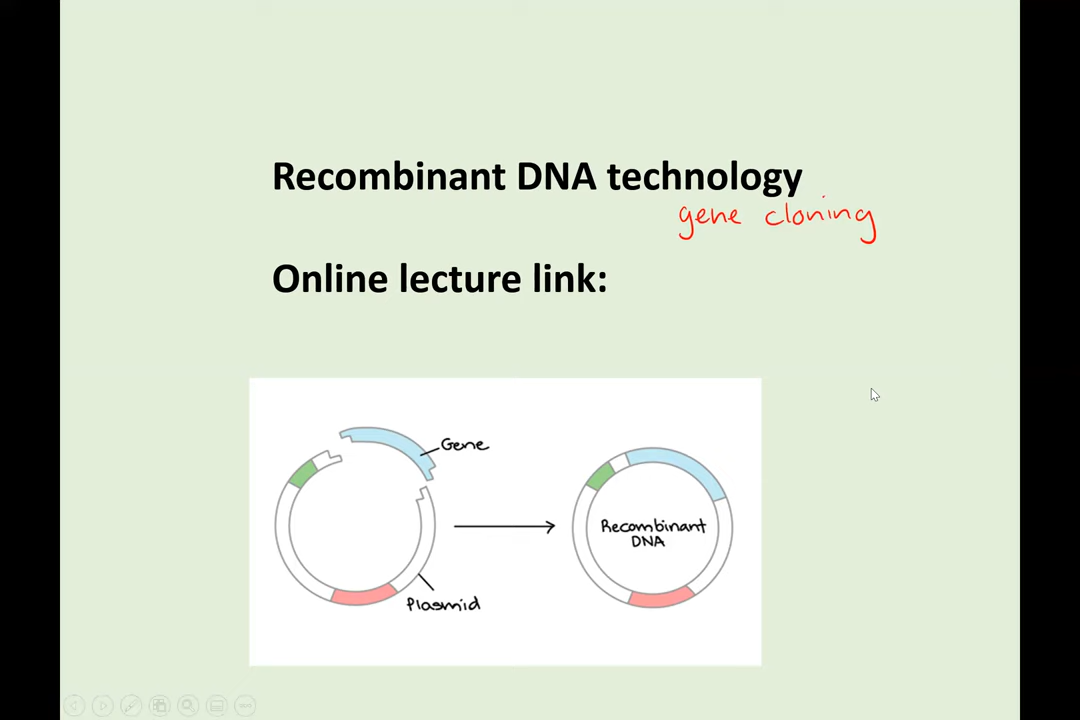 Recombinant DNA technology
gene cloning
Online lecture link:
Gene
Plasmid
Recombinant
DNA